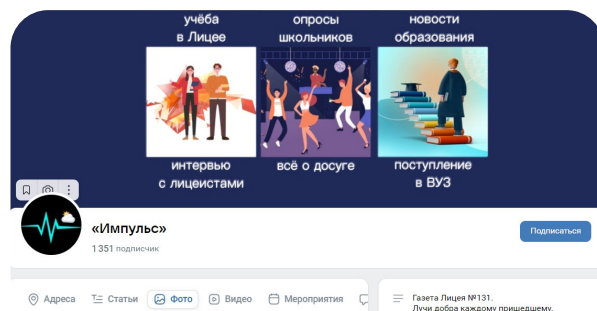 учёба опросы новости
в Лицее школьников образования
интервью всё о досуге поступление
с лицеистами в ВУЗ
«Импульс»
1 351 подписчик
Подписаться
Адреса Статьи Фото Видео Мероприятия
Газета Лицея №131.
Лучи добра каждому пришедшему.